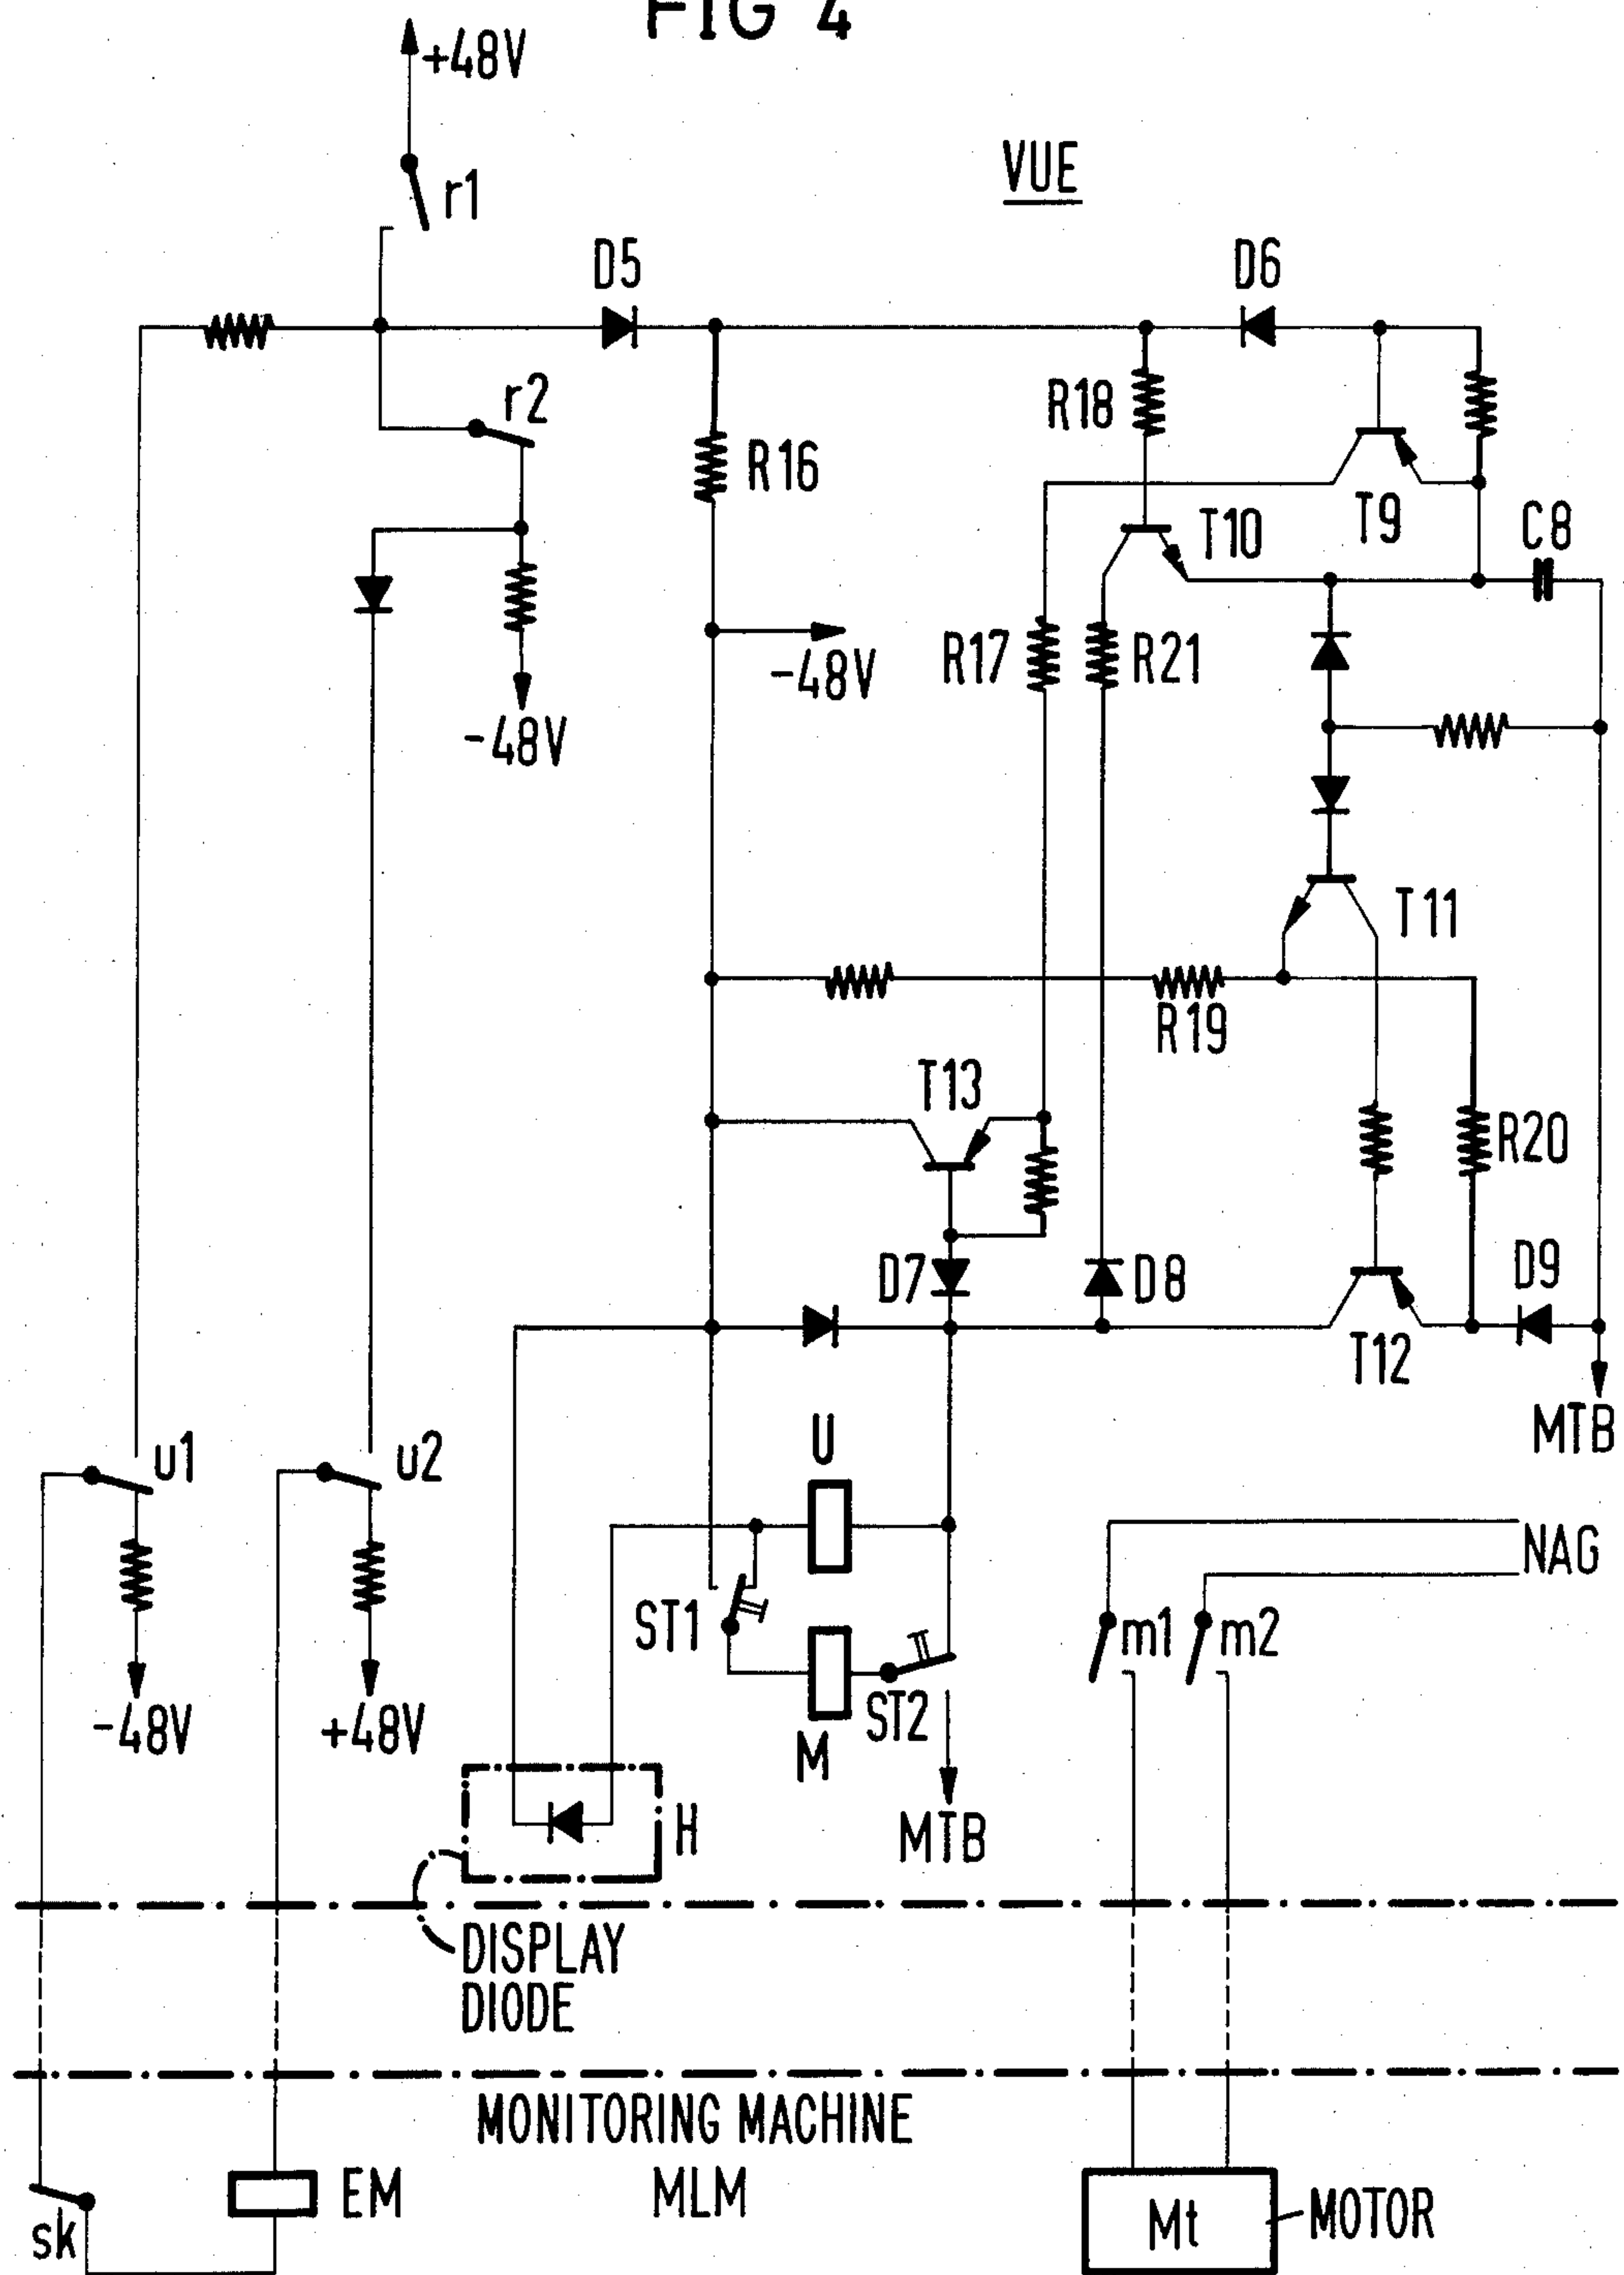 FIG 4
+48V
r1
VUE
D5
D6
r2
R18
R16
T10
T9
C8
R17
R21
-48V
-48V
T11
R19
T13
R20
D7
D8
D9
T12
MTB
U
u1
u2
NAG
ST1
m1
m2
ST2
-48V
+48V
M
H
MTB
DISPLAY
DIODE
MONITORING MACHINE
EM
MLM
sk
Mt
MOTOR